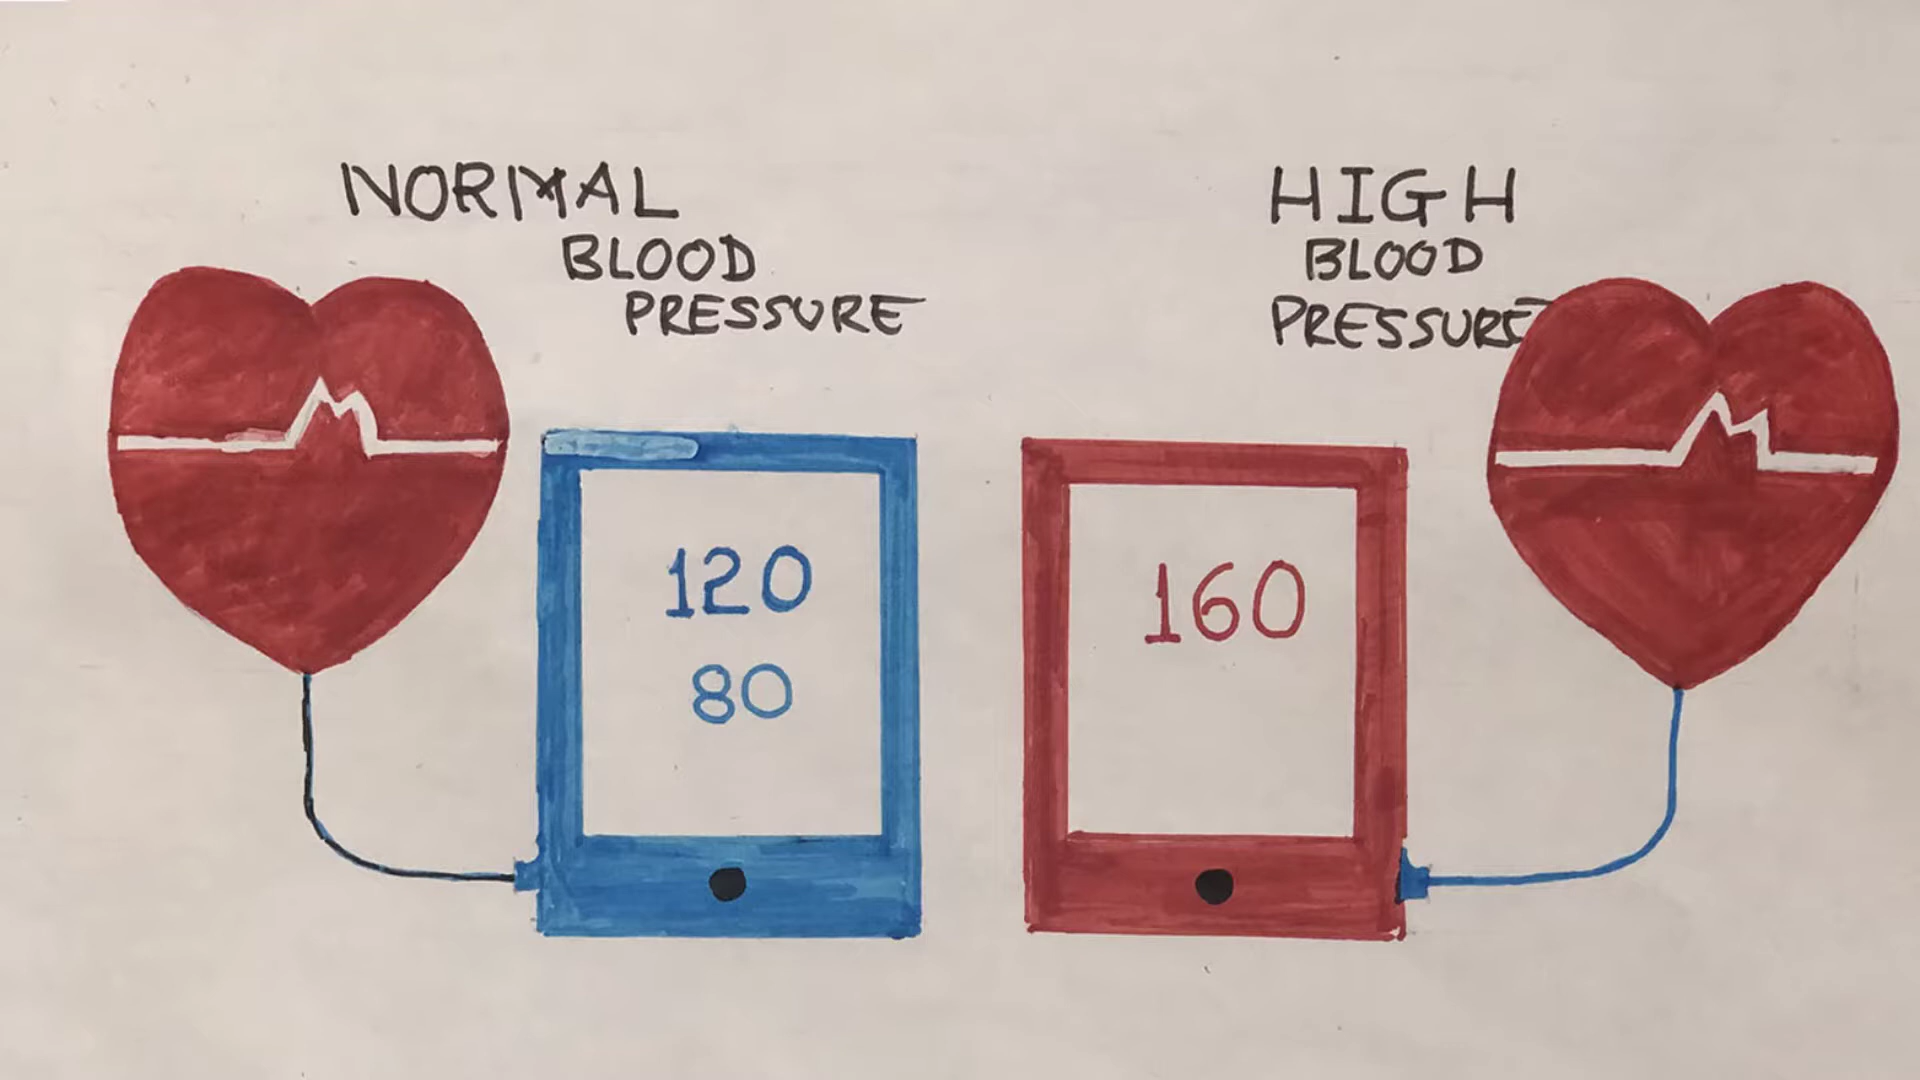 NORMAL
BLOOD
PRESSURE
120
80
HIGH
BLOOD
PRESSURE
160